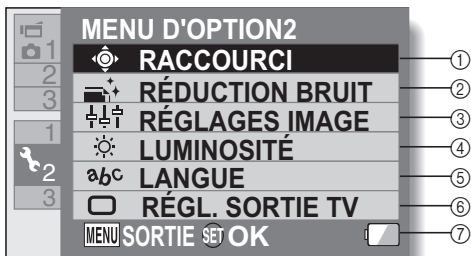 MENU D'OPTION2
1 RACCOURCI ①
2 RÉDUCTION BRUIT ②
3 RÉGLAGES IMAGE ③
1 LUMINOSITÉ ④
2 abc LANGUE ⑤
3 RÉGL. SORTIE TV ⑥
MENU SORTIE SET OK ⑦